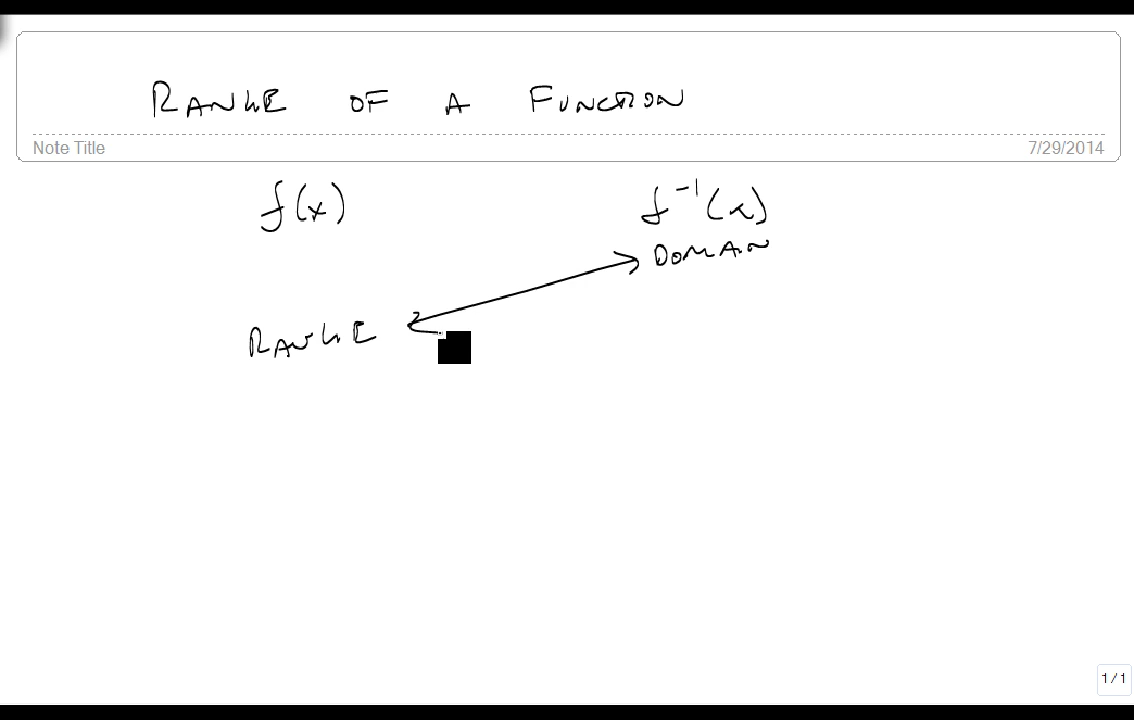 RANGE OF A FUNCTION
Note Title 7/29/2014
f(x) f⁻¹(x)
DOMAIN
RANGE
1/1